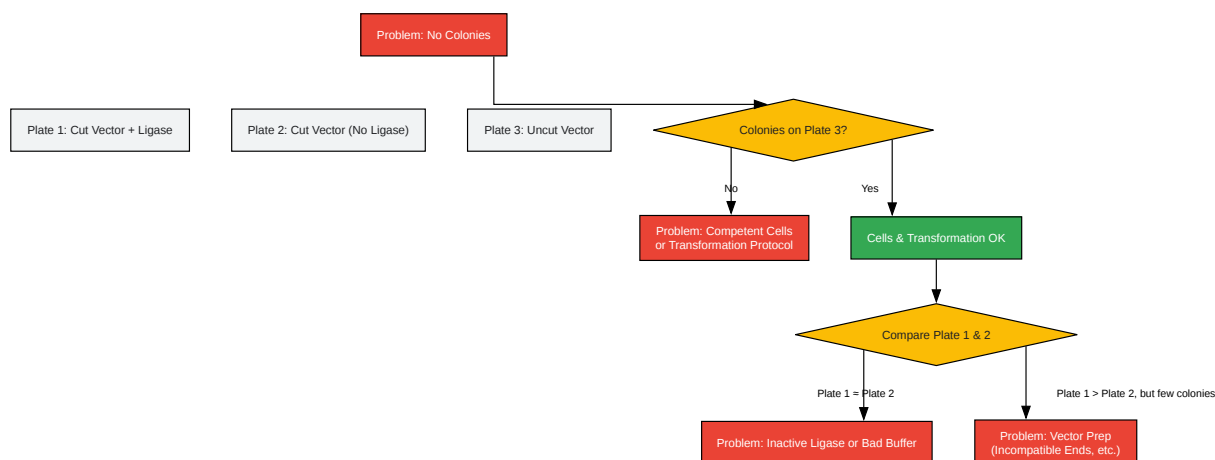 Problem: No Colonies
Plate 1: Cut Vector + Ligase
Plate 2: Cut Vector (No Ligase)
Plate 3: Uncut Vector
Colonies on Plate 3?
No
Yes
Problem: Competent Cells
or Transformation Protocol
Cells & Transformation OK
Compare Plate 1 & 2
Plate 1 ≈ Plate 2
Plate 1 > Plate 2, but few colonies
Problem: Inactive Ligase or Bad Buffer
Problem: Vector Prep
(Incompatible Ends, etc.)